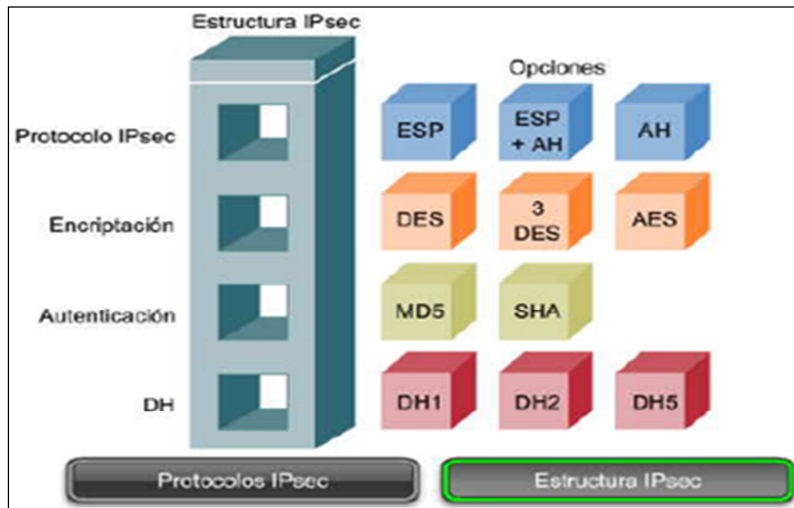 Estructura IPsec
Opciones
Protocolo IPsec
ESP
ESP
+ AH
AH
Encriptación
DES
3
DES
AES
Autenticación
MD5
SHA
DH
DH1
DH2
DH5
Protocolos IPsec
Estructura IPsec